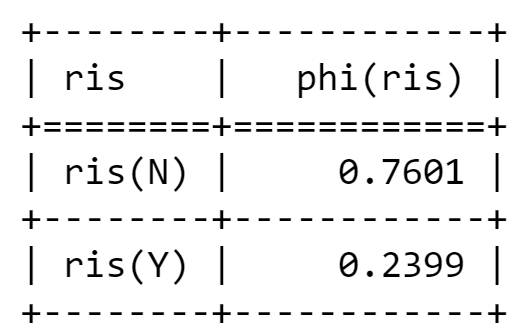 +--------+------------+
| ris    |   phi(ris) |
+========+============+
| ris(N) |     0.7601 |
+--------+------------+
| ris(Y) |     0.2399 |
+--------+------------+